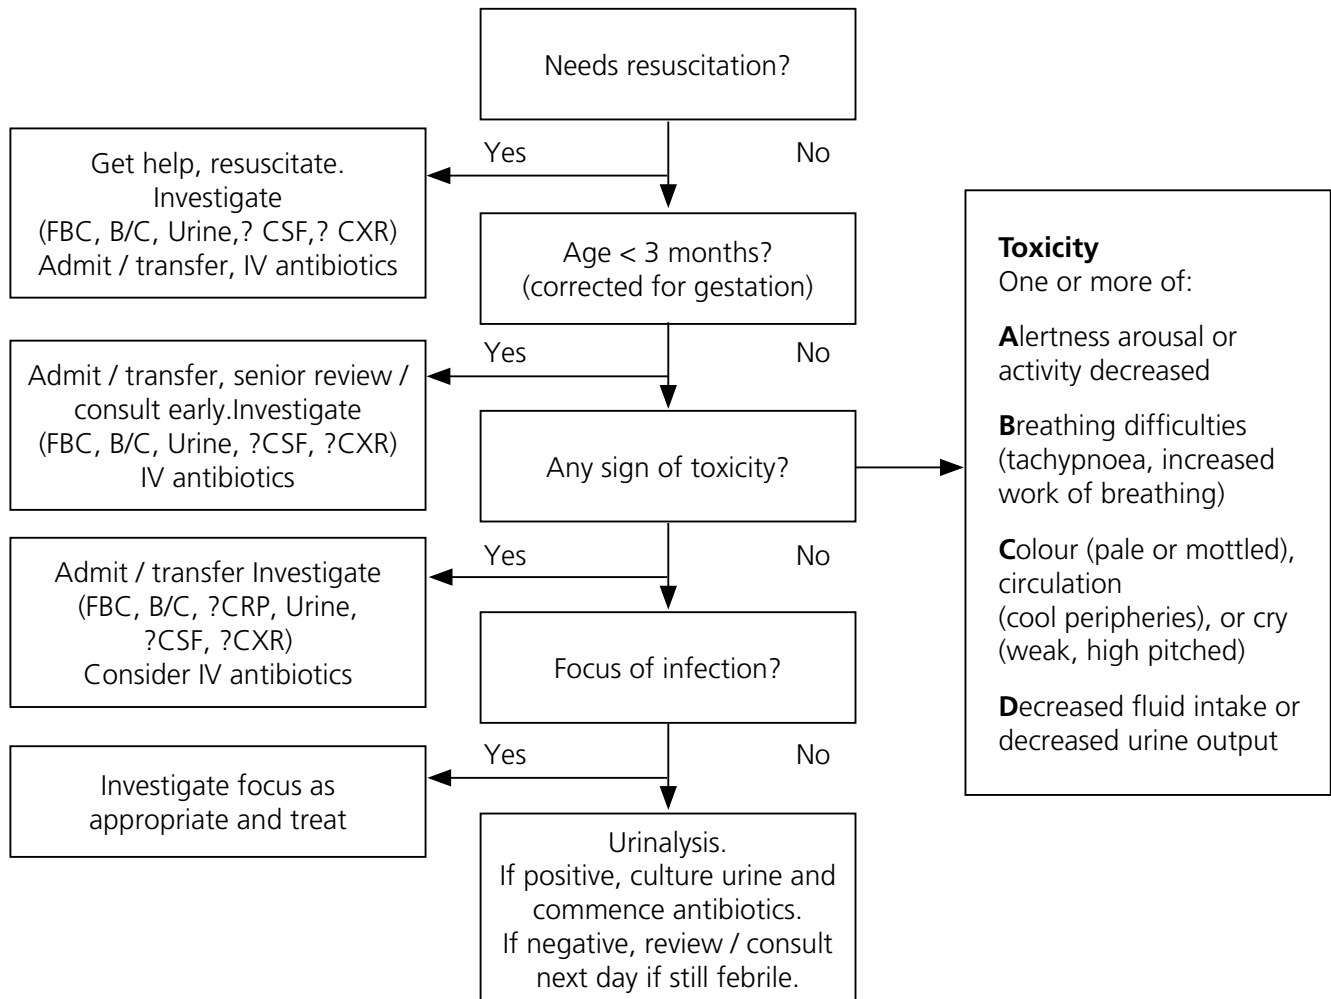 Needs resuscitation?
Yes
No
Get help, resuscitate.
Investigate
(FBC, B/C, Urine,? CSF,? CXR)
Admit / transfer, IV antibiotics
Age < 3 months?
(corrected for gestation)
Yes
No
Admit / transfer, senior review /
consult early.Investigate
(FBC, B/C, Urine, ?CSF, ?CXR)
IV antibiotics
Any sign of toxicity?
Toxicity
One or more of:
Alertness arousal or
activity decreased
Breathing difficulties
(tachypnoea, increased
work of breathing)
Colour (pale or mottled),
circulation
(cool peripheries), or cry
(weak, high pitched)
Decreased fluid intake or
decreased urine output
Yes
No
Admit / transfer Investigate
(FBC, B/C, ?CRP, Urine,
?CSF, ?CXR)
Consider IV antibiotics
Focus of infection?
Yes
No
Investigate focus as
appropriate and treat
Urinalysis.
If positive, culture urine and
commence antibiotics.
If negative, review / consult
next day if still febrile.